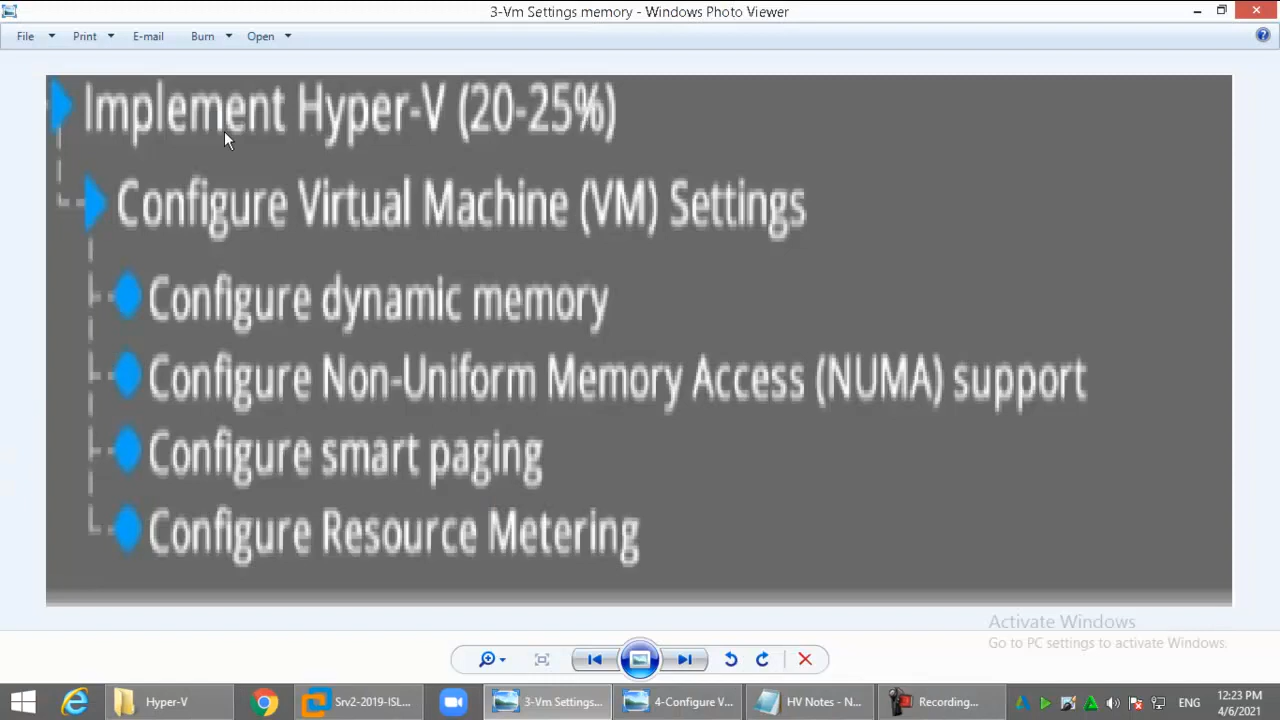 3-Vm Settings memory - Windows Photo Viewer
File Print E-mail Burn Open
Implement Hyper-V (20-25%)
Configure Virtual Machine (VM) Settings
Configure dynamic memory
Configure Non-Uniform Memory Access (NUMA) support
Configure smart paging
Configure Resource Metering
Activate Windows
Go to PC settings to activate Windows.
Hyper-V Srv2-2019-ISL... 3-Vm Settings... 4-Configure V... HV Notes - N... Recording... ENG 12:23 PM
4/6/2021